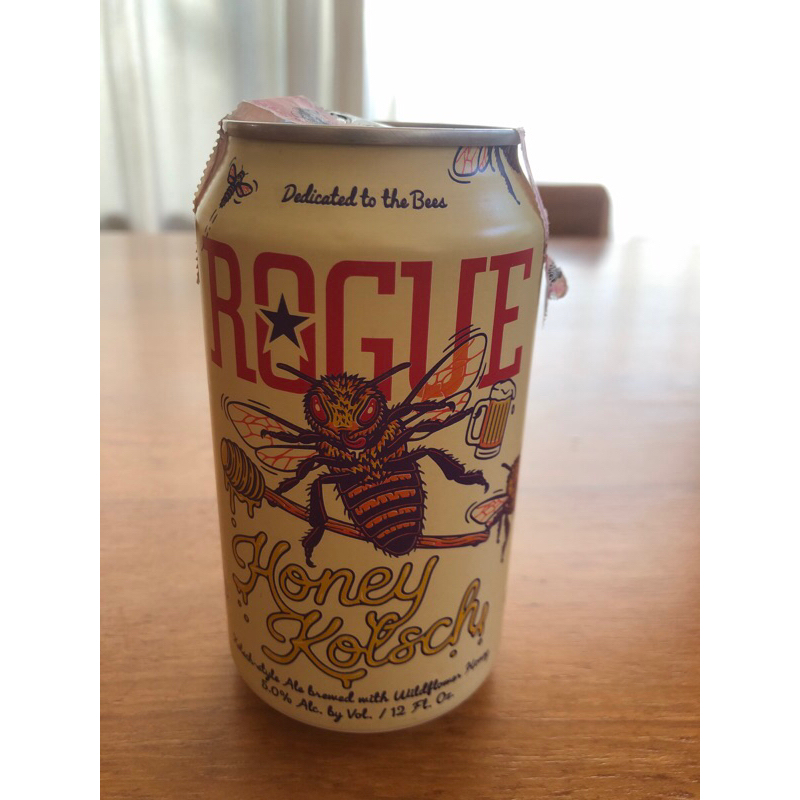 Dedicated to the Bees
ROGUE
Honey
Kolsch
Kolsch-style Ale brewed with Wildflower Honey
5.0% Alc. by Vol. / 12 Fl. Oz.